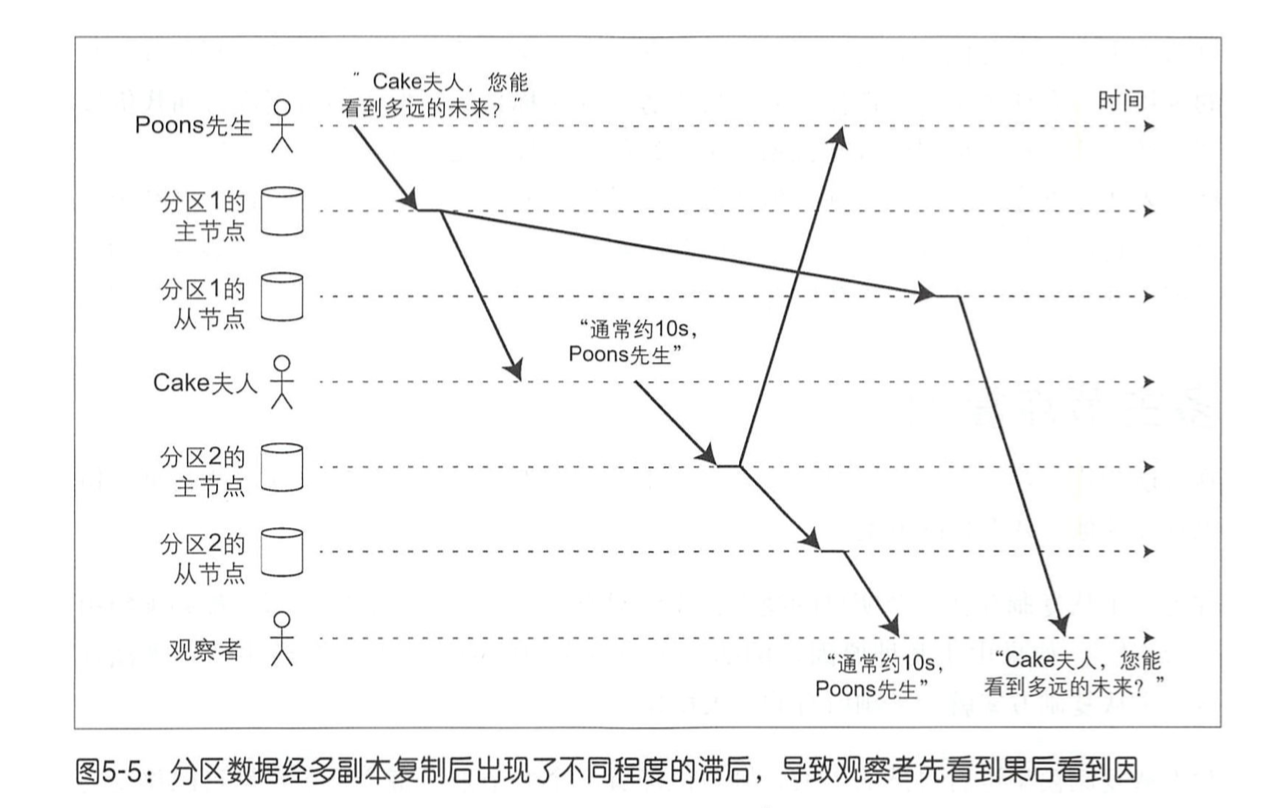 “ Cake夫人，您能
看到多远的未来？”
时间
Poons先生
分区1的
主节点
分区1的
从节点
“通常约10s，
Poons先生”
Cake夫人
分区2的
主节点
分区2的
从节点
观察者
“通常约10s，
Poons先生”
“Cake夫人，您能
看到多远的未来？”
图5-5：分区数据经多副本复制后出现了不同程度的滞后，导致观察者先看到果后看到因